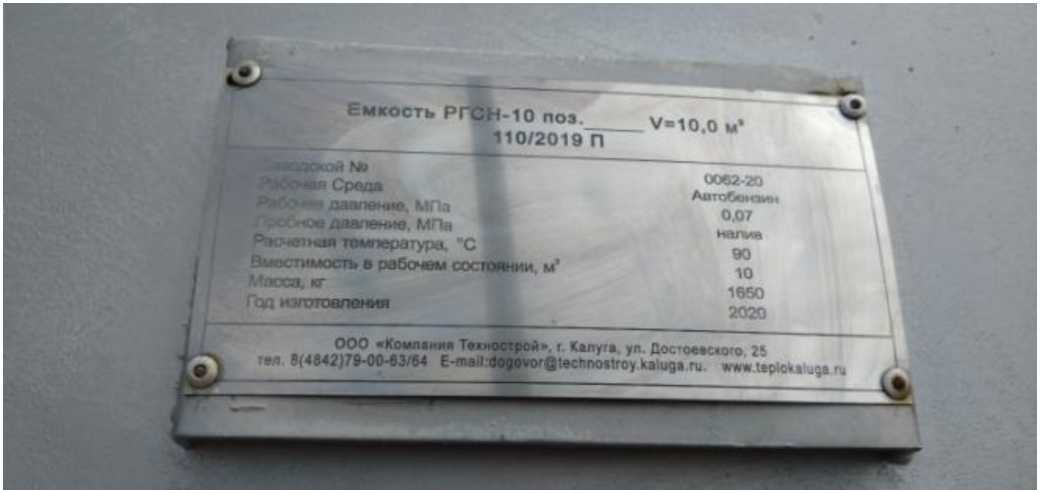 Емкость РГСН-10 поз.______ V=10,0 м³
110/2019 П
Заводской № 0062-20
Рабочая Среда Автобензин
Рабочее давление, МПа 0,07
Пробное давление, МПа налив
Расчетная температура, °С 90
Вместимость в рабочем состоянии, м³ 10
Масса, кг 1650
Год изготовления 2020
ООО «Компания Технострой», г. Калуга, ул. Достоевского, 25
тел. 8(4842)79-00-63/64 E-mail:dogovor@technostroy.kaluga.ru. www.teplokaluga.ru